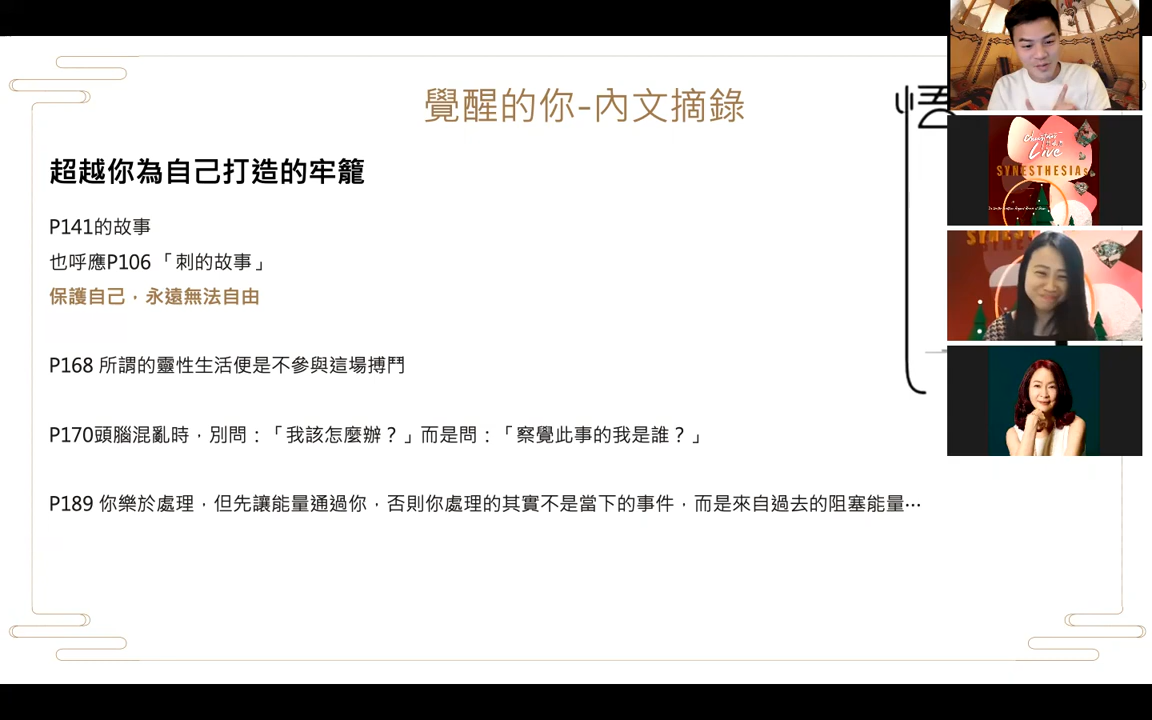 覺醒的你-內文摘錄
悟
超越你為自己打造的牢籠
P141的故事
也呼應P106「刺的故事」
保護自己，永遠無法自由
P168 所謂的靈性生活便是不參與這場搏鬥
P170頭腦混亂時，別問：「我該怎麼辦？」而是問：「察覺此事的我是誰？」
P189 你樂於處理，但先讓能量通過你，否則你處理的其實不是當下的事件，而是來自過去的阻塞能量…
Live
SYNESTHESIAs